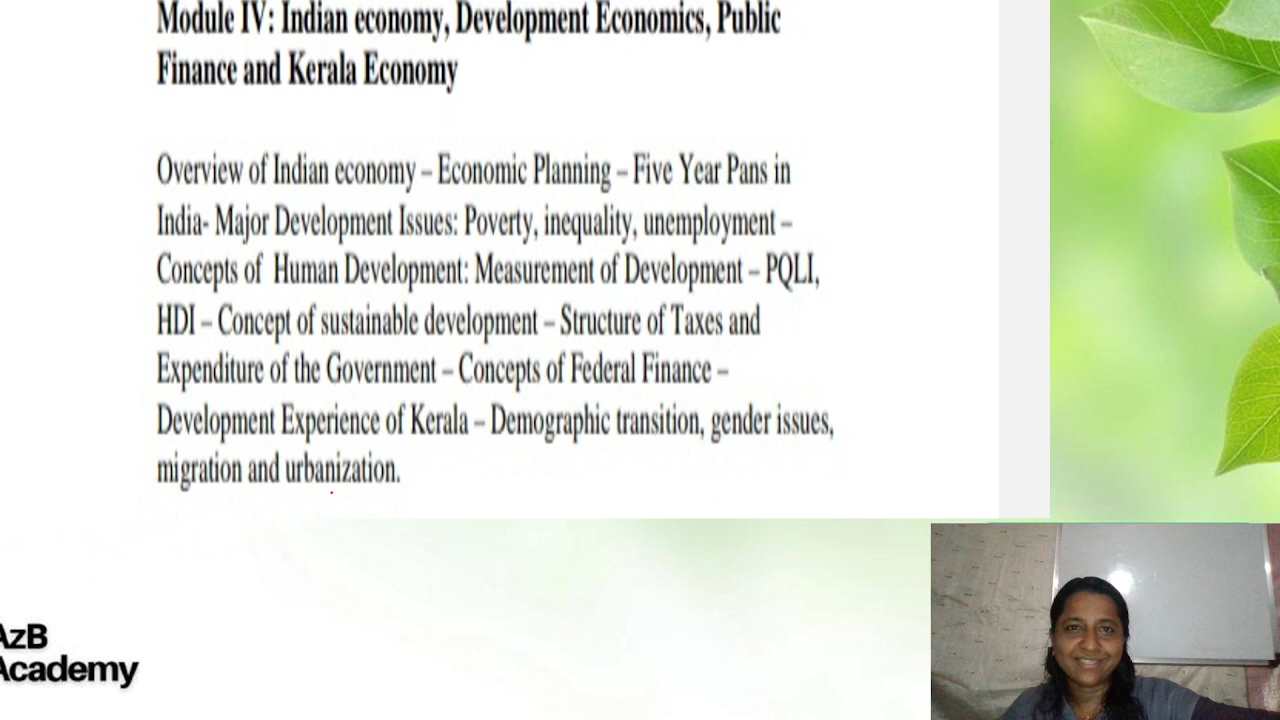 Module IV: Indian economy, Development Economics, Public
Finance and Kerala Economy
Overview of Indian economy – Economic Planning – Five Year Pans in
India- Major Development Issues: Poverty, inequality, unemployment –
Concepts of Human Development: Measurement of Development – PQLI,
HDI – Concept of sustainable development – Structure of Taxes and
Expenditure of the Government – Concepts of Federal Finance –
Development Experience of Kerala – Demographic transition, gender issues,
migration and urbanization.
AzB
Academy